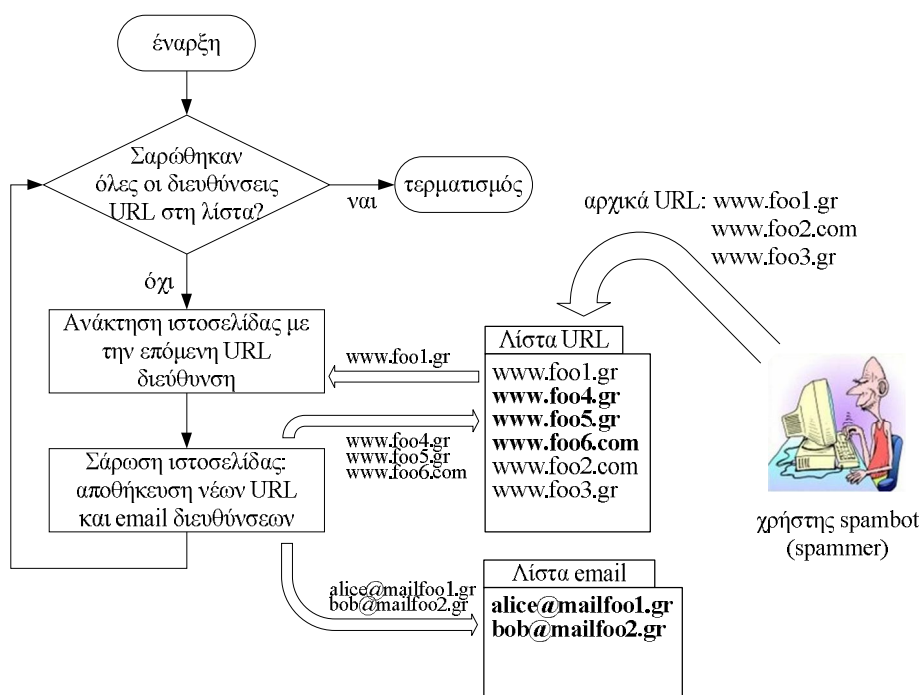 έναρξη
Σαρώθηκαν
όλες οι διευθύνσεις
URL στη λίστα?
ναι
τερματισμός
όχι
αρχικά URL: www.foo1.gr
www.foo2.com
www.foo3.gr
Ανάκτηση ιστοσελίδας με
την επόμενη URL
διεύθυνση
www.foo1.gr
Λίστα URL
www.foo1.gr
www.foo4.gr
www.foo5.gr
www.foo6.com
www.foo2.com
www.foo3.gr
www.foo4.gr
www.foo5.gr
www.foo6.com
Σάρωση ιστοσελίδας:
αποθήκευση νέων URL
και email διευθύνσεων
χρήστης spambot
(spammer)
alice@mailfoo1.gr
bob@mailfoo2.gr
Λίστα email
alice@mailfoo1.gr
bob@mailfoo2.gr